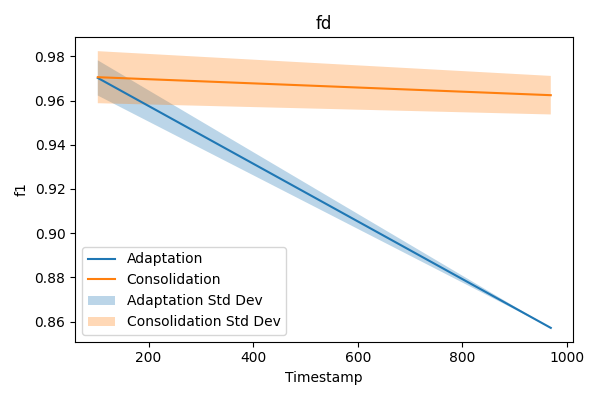 fd
f1
0.98
0.96
0.94
0.92
0.90
0.88
0.86
Adaptation
Consolidation
Adaptation Std Dev
Consolidation Std Dev
200
400
600
800
1000
Timestamp